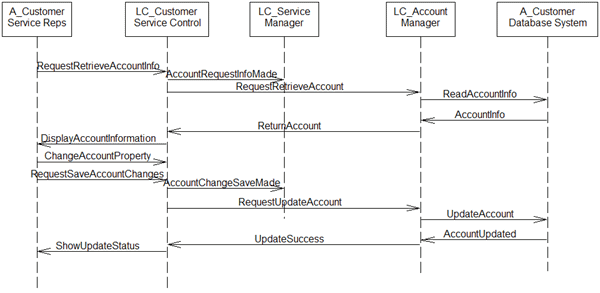 A_Customer Service Reps
LC_Customer Service Control
LC_Service Manager
LC_Account Manager
A_Customer Database System
RequestRetrieveAccountInfo
AccountRequestInfoMade
RequestRetrieveAccount
ReadAccountInfo
AccountInfo
ReturnAccount
DisplayAccountInformation
ChangeAccountProperty
RequestSaveAccountChanges
AccountChangeSaveMade
RequestUpdateAccount
UpdateAccount
AccountUpdated
UpdateSuccess
ShowUpdateStatus